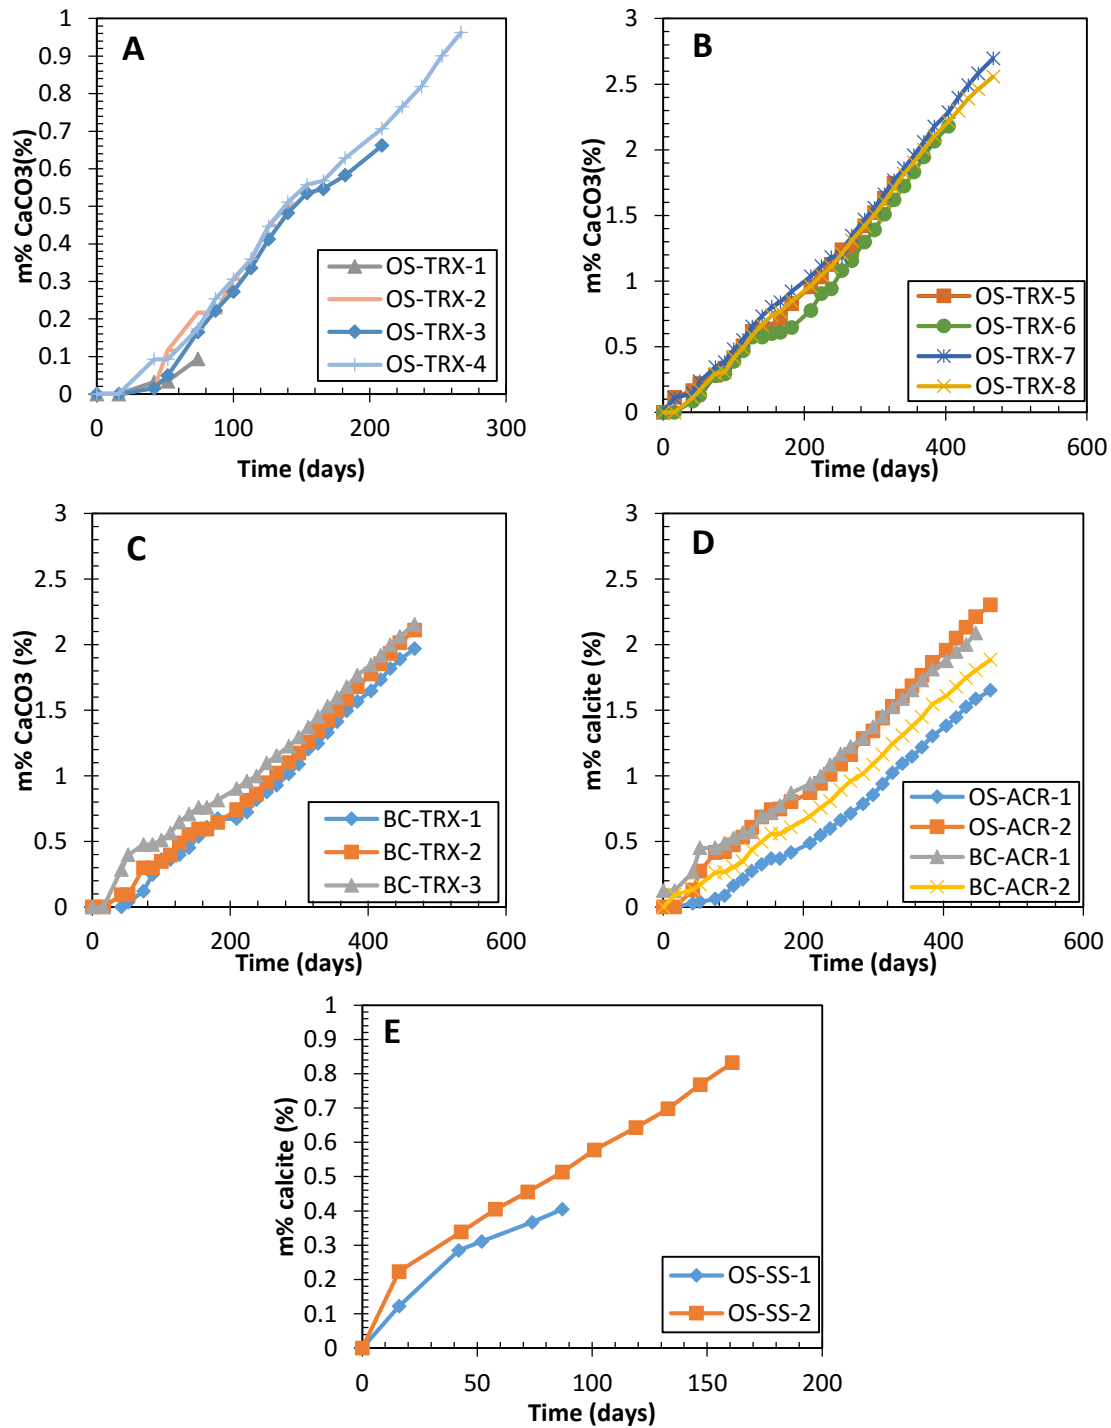 A
m% CaCO3(%)
1
0.9
0.8
0.7
0.6
0.5
0.4
0.3
0.2
0.1
0
0
100
200
300
Time (days)
OS-TRX-1
OS-TRX-2
OS-TRX-3
OS-TRX-4
B
m% CaCO3(%)
3
2.5
2
1.5
1
0.5
0
0
200
400
600
Time (days)
OS-TRX-5
OS-TRX-6
OS-TRX-7
OS-TRX-8
C
m% CaCO3 (%)
3
2.5
2
1.5
1
0.5
0
0
200
400
600
Time (days)
BC-TRX-1
BC-TRX-2
BC-TRX-3
D
m% calcite (%)
3
2.5
2
1.5
1
0.5
0
0
200
400
600
Time (days)
OS-ACR-1
OS-ACR-2
BC-ACR-1
BC-ACR-2
E
m% calcite (%)
1
0.9
0.8
0.7
0.6
0.5
0.4
0.3
0.2
0.1
0
0
50
100
150
200
Time (days)
OS-SS-1
OS-SS-2